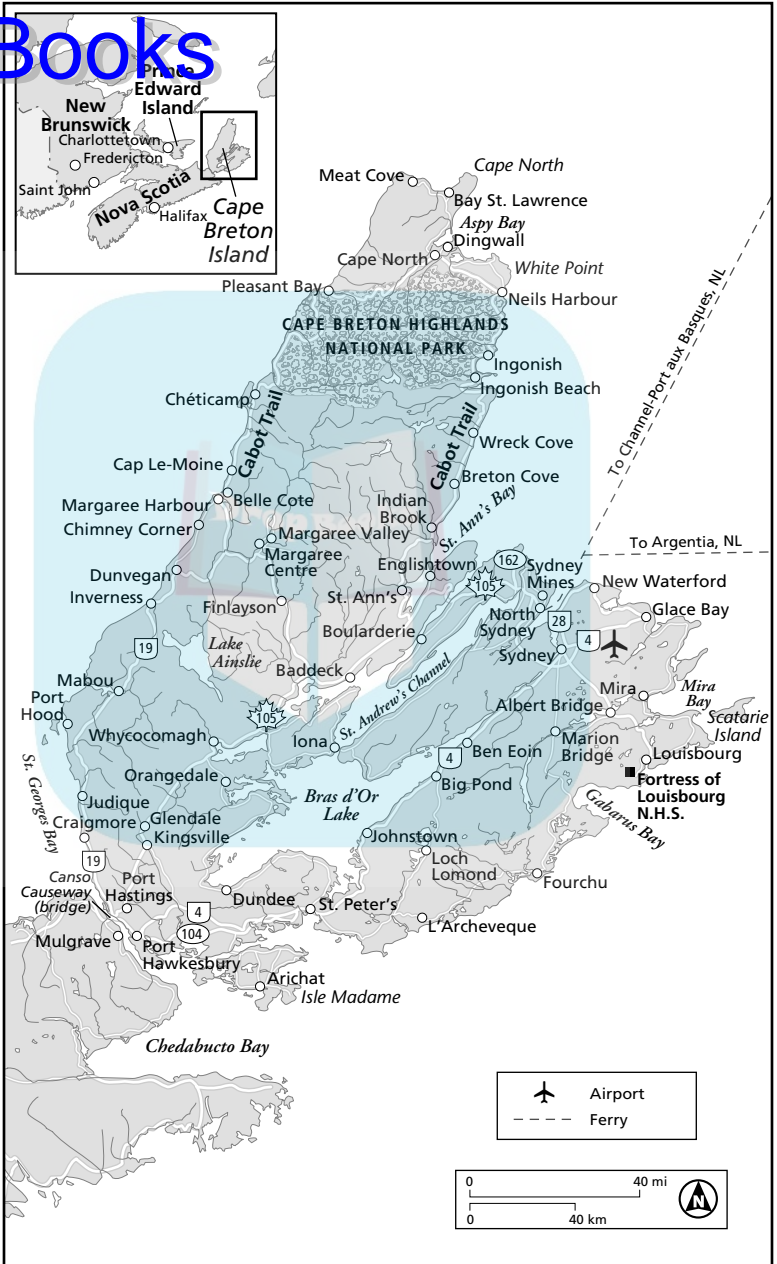 Books
Prince
Edward
Island
New
Brunswick
Charlottetown
Fredericton
Saint John
Nova Scotia
Halifax
Cape
Breton
Island
Meat Cove
Cape North
Bay St. Lawrence
Aspy Bay
Dingwall
Cape North
White Point
Pleasant Bay
Neils Harbour
CAPE BRETON HIGHLANDS
NATIONAL PARK
Ingonish
Ingonish Beach
Chéticamp
Cabot Trail
Cabot Trail
Wreck Cove
Cap Le-Moine
Breton Cove
Belle Cote
Margaree Harbour
Indian
Brook
St. Ann's Bay
Chimney Corner
Margaree Valley
Margaree
Centre
To Channel-Port aux Basques, NL
To Argentia, NL
Englishtown
162
Sydney
Mines
105
Dunvegan
New Waterford
Inverness
Finlayson
St. Ann's
North
Sydney
28
Glace Bay
Boularderie
4
19
Lake
Ainslie
Sydney
Baddeck
St. Andrew's Channel
Mabou
Mira
Mira
Bay
Port
Hood
Albert Bridge
Scatarie
Island
105
Whycocomagh
Iona
Ben Eoin
Marion
Bridge
4
Louisbourg
Orangedale
Big Pond
Fortress of
Louisbourg
N.H.S.
St. Georges Bay
Bras d'Or
Lake
Judique
Gabarus Bay
Craigmore
Glendale
Kingsville
Johnstown
19
Loch
Lomond
Canso
Causeway
(bridge)
Port
Hastings
Fourchu
Dundee
St. Peter's
4
L'Archeveque
104
Mulgrave
Port
Hawkesbury
Arichat
Isle Madame
Chedabucto Bay
Airport
Ferry
0
40 mi
0
40 km
N